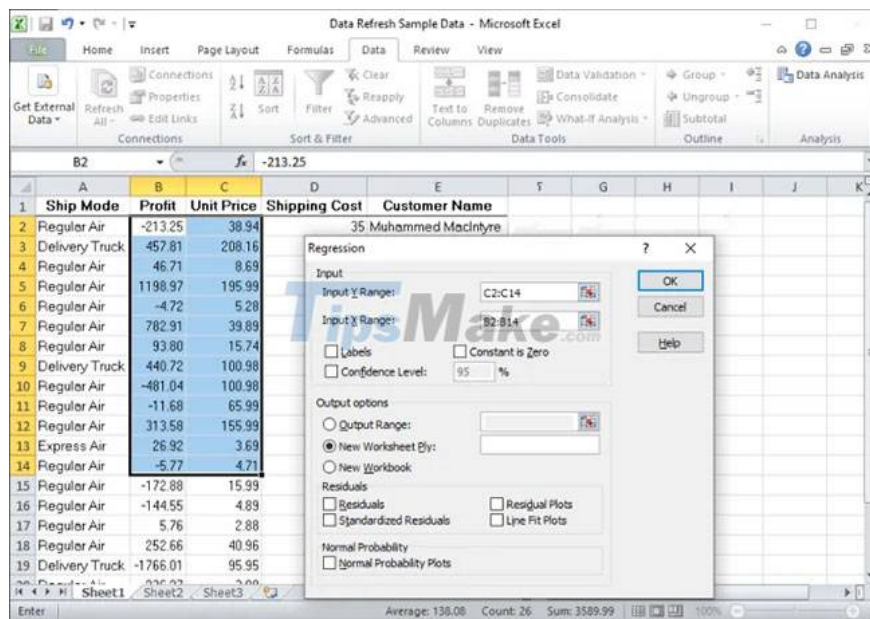 Data Refresh Sample Data - Microsoft Excel
File Home Insert Page Layout Formulas Data Review View
Get External Data
Refresh All
Connections
Properties
Edit Links
Connections
Sort
Filter
Clear
Reapply
Advanced
Sort & Filter
Text to Columns
Remove Duplicates
Data Validation
Consolidate
What-If Analysis
Data Tools
Group
Ungroup
Subtotal
Outline
Data Analysis
Analysis
B2 fx -213.25
A B C D E F G H I J K
1 Ship Mode Profit Unit Price Shipping Cost Customer Name
2 Regular Air -213.25 38.94 35 Muhammed MacIntyre
3 Delivery Truck 457.81 208.16
4 Regular Air 46.71 8.69
5 Regular Air 1198.97 195.99
6 Regular Air -4.72 5.28
7 Regular Air 782.91 39.89
8 Regular Air 93.80 15.74
9 Delivery Truck 440.72 100.98
10 Regular Air -481.04 100.98
11 Regular Air -11.68 65.99
12 Regular Air 313.58 155.99
13 Express Air 26.92 3.69
14 Regular Air -5.77 4.71
15 Regular Air -172.88 15.99
16 Regular Air -144.55 4.89
17 Regular Air 5.76 2.88
18 Regular Air 252.66 40.96
19 Delivery Truck -1766.01 95.95
Regression ?
Input
Input Y Range: C2:C14
Input X Range: B2:B14
Labels Constant is Zero
Confidence Level: 95 %
OK
Cancel
Help
Output options
Output Range:
New Worksheet Ply:
New Workbook
Residuals
Residuals Residual Plots
Standardized Residuals Line Fit Plots
Normal Probability
Normal Probability Plots
TipsMake.com
Sheet1 Sheet2 Sheet3
Enter Average: 138.08 Count: 26 Sum: 3589.99 100%